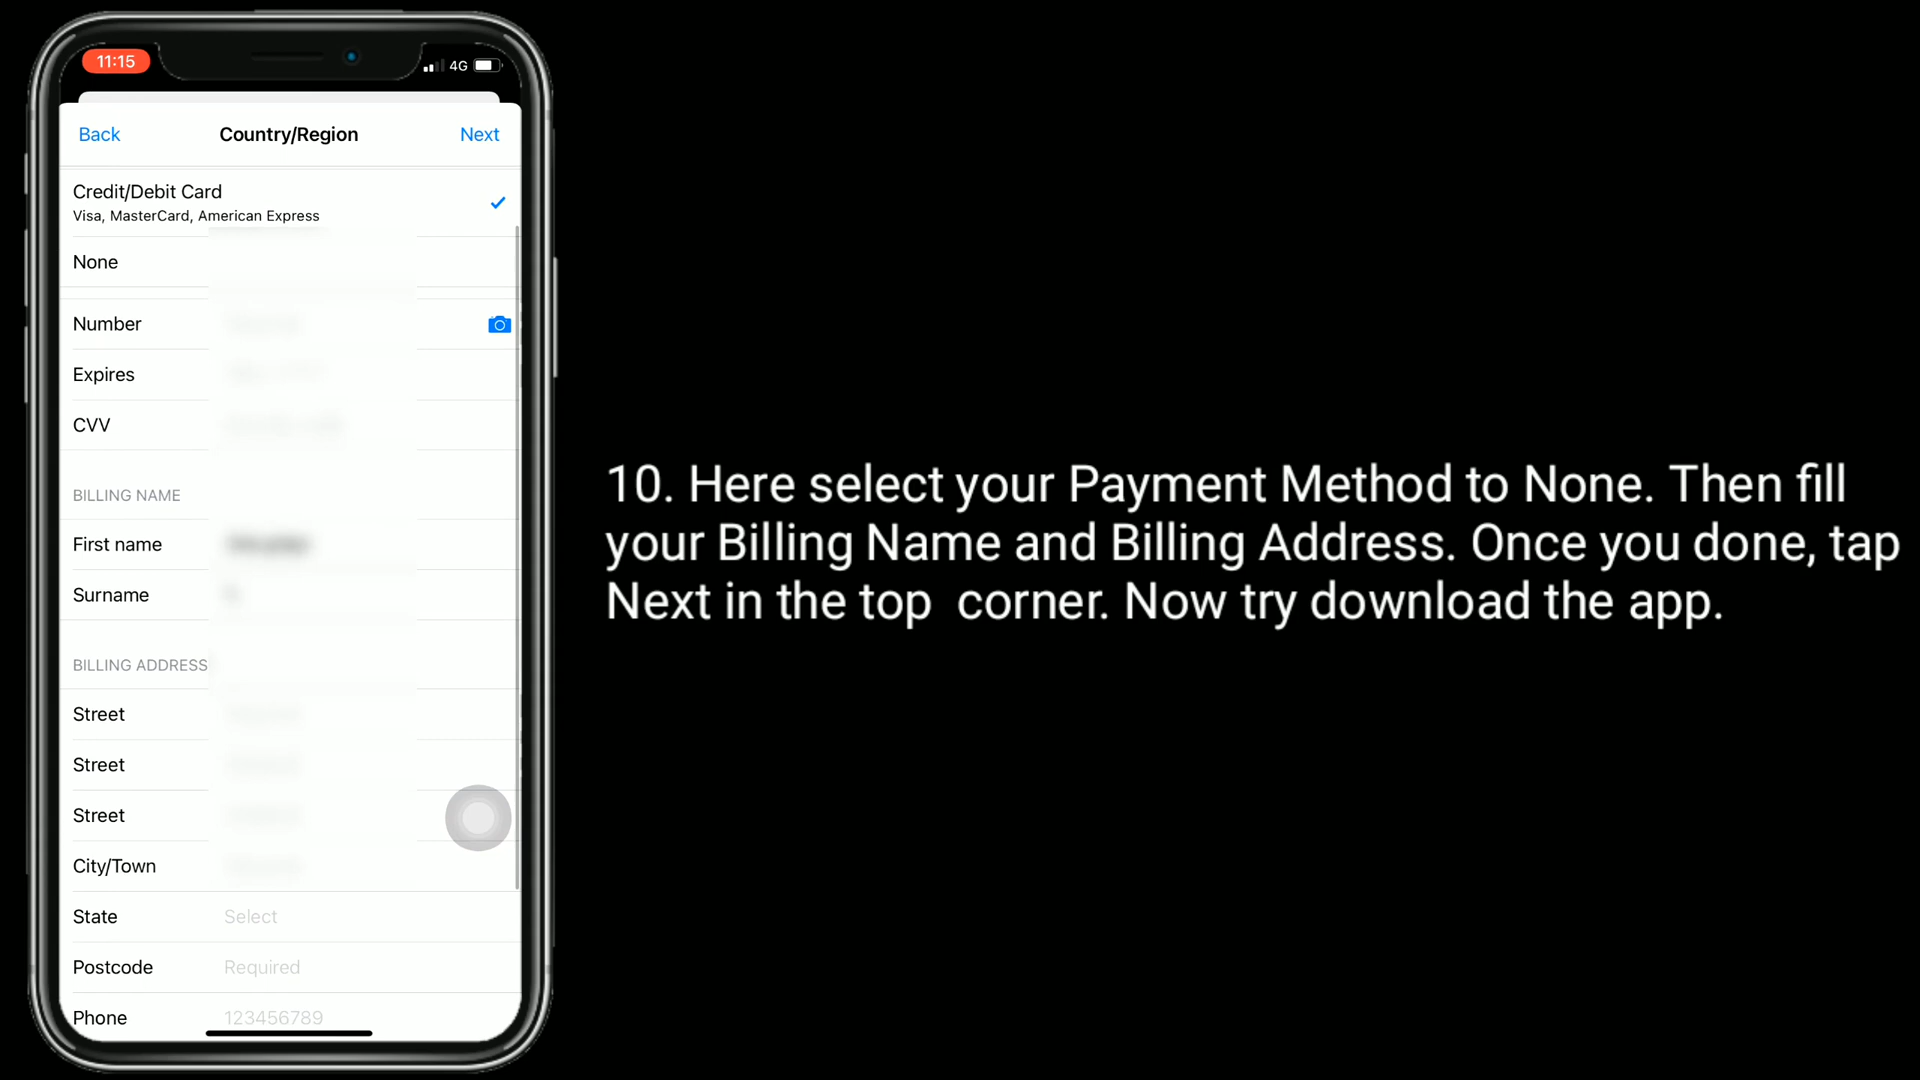 11:15
4G
Back
Country/Region
Next
Credit/Debit Card
Visa, MasterCard, American Express
None
Number
Expires
CVV
BILLING NAME
First name
Surname
BILLING ADDRESS
Street
Street
Street
City/Town
State Select
Postcode Required
Phone 123456789
10. Here select your Payment Method to None. Then fill
your Billing Name and Billing Address. Once you done, tap
Next in the top corner. Now try download the app.